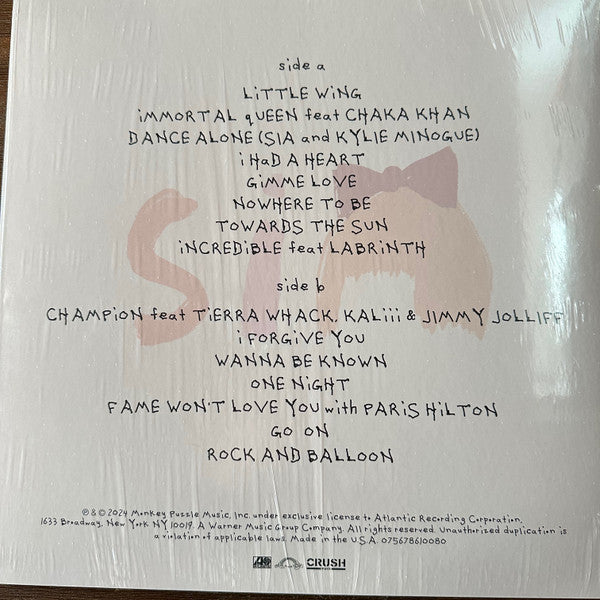 side a
LiTTLE WiNG
iMMORTAL qUEEN feat CHAKA KHAN
DANCE ALONE (SIA and KYLIE MINOGUE)
i HaD A HEART
GiMME LOVE
NOWHERE TO BE
TOWARDS THE SUN
iNCREDiBLE feat LABRiNTH
SIA
side b
CHAMPiON feat TiERRA WHACK, KALiii & JIMMY JOLLiFF
i FORGiVE YOU
WANNA BE KNOWN
ONE NiGHT
FAME WON'T LOVE YOU with PARiS HiLTON
GO ON
ROCK AND BALLOON
℗ & © 2024 Monkey Puzzle Music, Inc. under exclusive license to Atlantic Recording Corporation.
1633 Broadway, New York NY 10019. A Warner Music Group Company. All rights reserved. Unauthorized duplication is
a violation of applicable laws. Made in the U.S.A. 075678610080
CRUSH